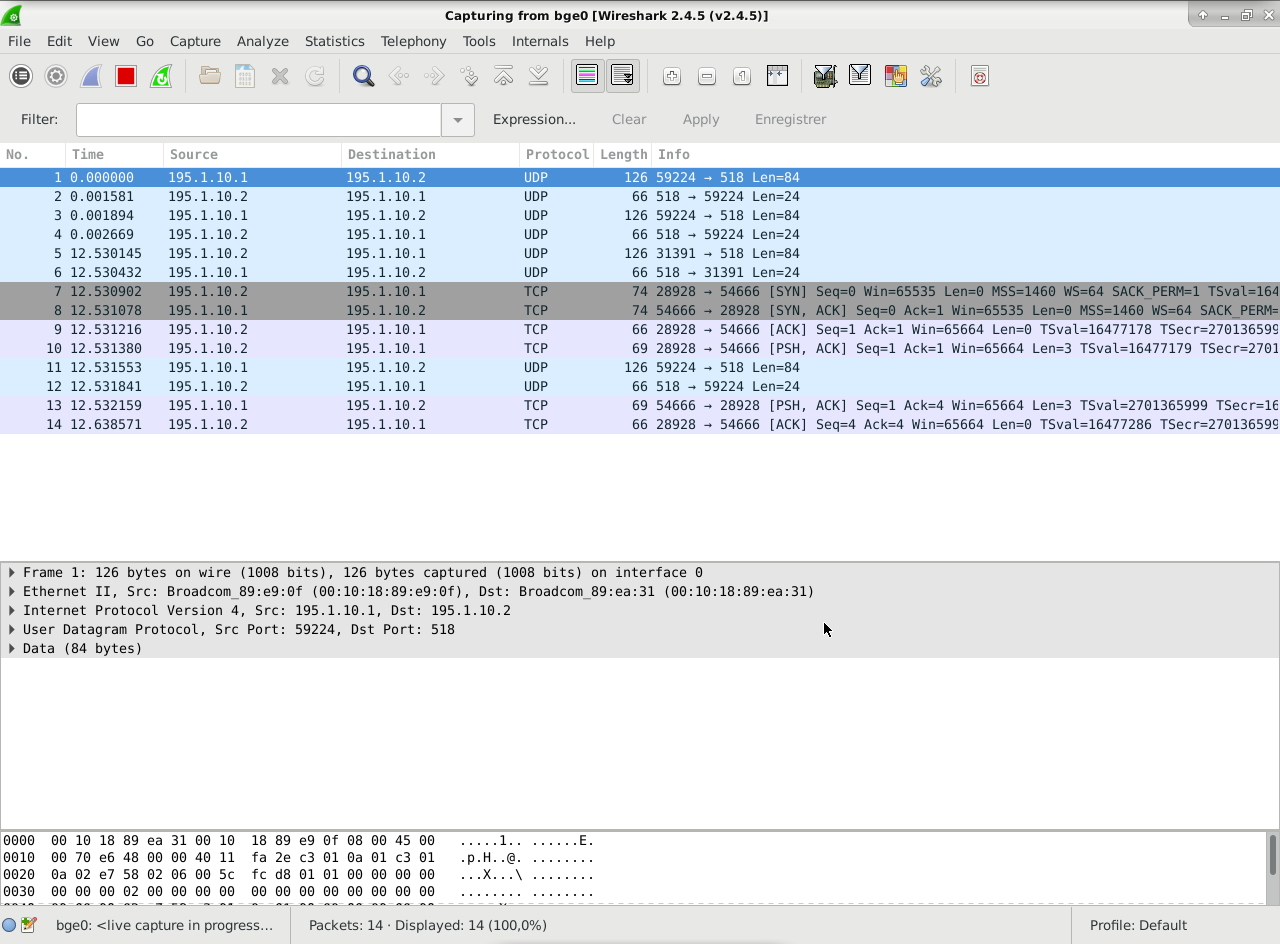 Capturing from bge0 [Wireshark 2.4.5 (v2.4.5)]
File Edit View Go Capture Analyze Statistics Telephony Tools Internals Help
Filter: Expression... Clear Apply Enregistrer
No. Time Source Destination Protocol Length Info
1 0.000000 195.1.10.1 195.1.10.2 UDP 126 59224 → 518 Len=84
2 0.001581 195.1.10.2 195.1.10.1 UDP 66 518 → 59224 Len=24
3 0.001894 195.1.10.1 195.1.10.2 UDP 126 59224 → 518 Len=84
4 0.002669 195.1.10.2 195.1.10.1 UDP 66 518 → 59224 Len=24
5 12.530145 195.1.10.2 195.1.10.1 UDP 126 31391 → 518 Len=84
6 12.530432 195.1.10.1 195.1.10.2 UDP 66 518 → 31391 Len=24
7 12.530902 195.1.10.2 195.1.10.1 TCP 74 28928 → 54666 [SYN] Seq=0 Win=65535 Len=0 MSS=1460 WS=64 SACK_PERM=1 TSval=164
8 12.531078 195.1.10.1 195.1.10.2 TCP 74 54666 → 28928 [SYN, ACK] Seq=0 Ack=1 Win=65535 Len=0 MSS=1460 WS=64 SACK_PERM=
9 12.531216 195.1.10.2 195.1.10.1 TCP 66 28928 → 54666 [ACK] Seq=1 Ack=1 Win=65664 Len=0 TSval=16477178 TSecr=270136599
10 12.531380 195.1.10.2 195.1.10.1 TCP 69 28928 → 54666 [PSH, ACK] Seq=1 Ack=1 Win=65664 Len=3 TSval=16477179 TSecr=2701
11 12.531553 195.1.10.1 195.1.10.2 UDP 126 59224 → 518 Len=84
12 12.531841 195.1.10.2 195.1.10.1 UDP 66 518 → 59224 Len=24
13 12.532159 195.1.10.1 195.1.10.2 TCP 69 54666 → 28928 [PSH, ACK] Seq=1 Ack=4 Win=65664 Len=3 TSval=2701365999 TSecr=16
14 12.638571 195.1.10.2 195.1.10.1 TCP 66 28928 → 54666 [ACK] Seq=4 Ack=4 Win=65664 Len=0 TSval=16477286 TSecr=270136599
Frame 1: 126 bytes on wire (1008 bits), 126 bytes captured (1008 bits) on interface 0
Ethernet II, Src: Broadcom_89:e9:0f (00:10:18:89:e9:0f), Dst: Broadcom_89:ea:31 (00:10:18:89:ea:31)
Internet Protocol Version 4, Src: 195.1.10.1, Dst: 195.1.10.2
User Datagram Protocol, Src Port: 59224, Dst Port: 518
Data (84 bytes)
0000 00 10 18 89 ea 31 00 10 18 89 e9 0f 08 00 45 00 .....1.. ......E.
0010 00 70 e6 48 00 00 40 11 fa 2e c3 01 0a 01 c3 01 .p.H..@. ........
0020 0a 02 e7 58 02 06 00 5c fc d8 01 01 00 00 00 00 ...X...\ ........
0030 00 00 00 02 00 00 00 00 00 00 00 00 00 00 00 00 ........ ........
bge0: <live capture in progress... Packets: 14 · Displayed: 14 (100,0%) Profile: Default